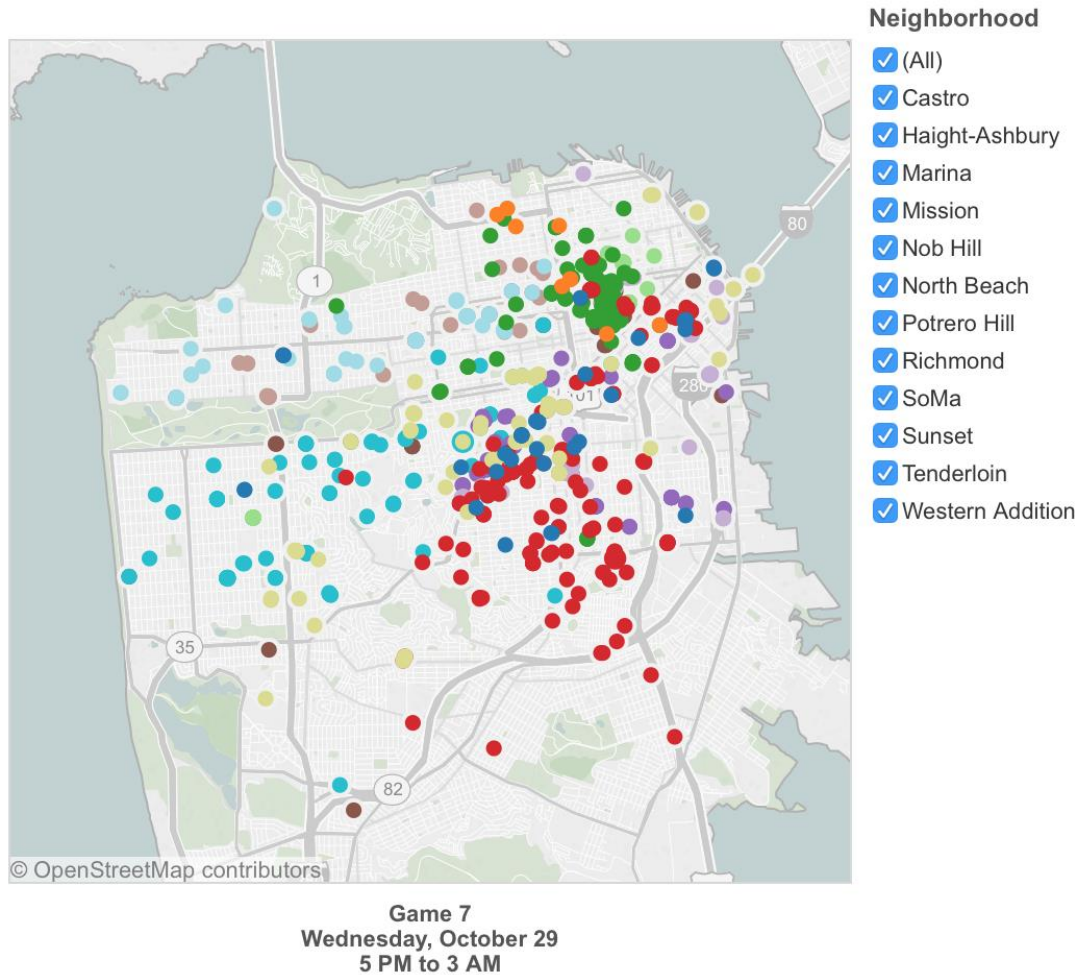 Neighborhood
(All)
Castro
Haight-Ashbury
Marina
Mission
Nob Hill
North Beach
Potrero Hill
Richmond
SoMa
Sunset
Tenderloin
Western Addition
80
1
280
101
35
82
© OpenStreetMap contributors
Game 7
Wednesday, October 29
5 PM to 3 AM